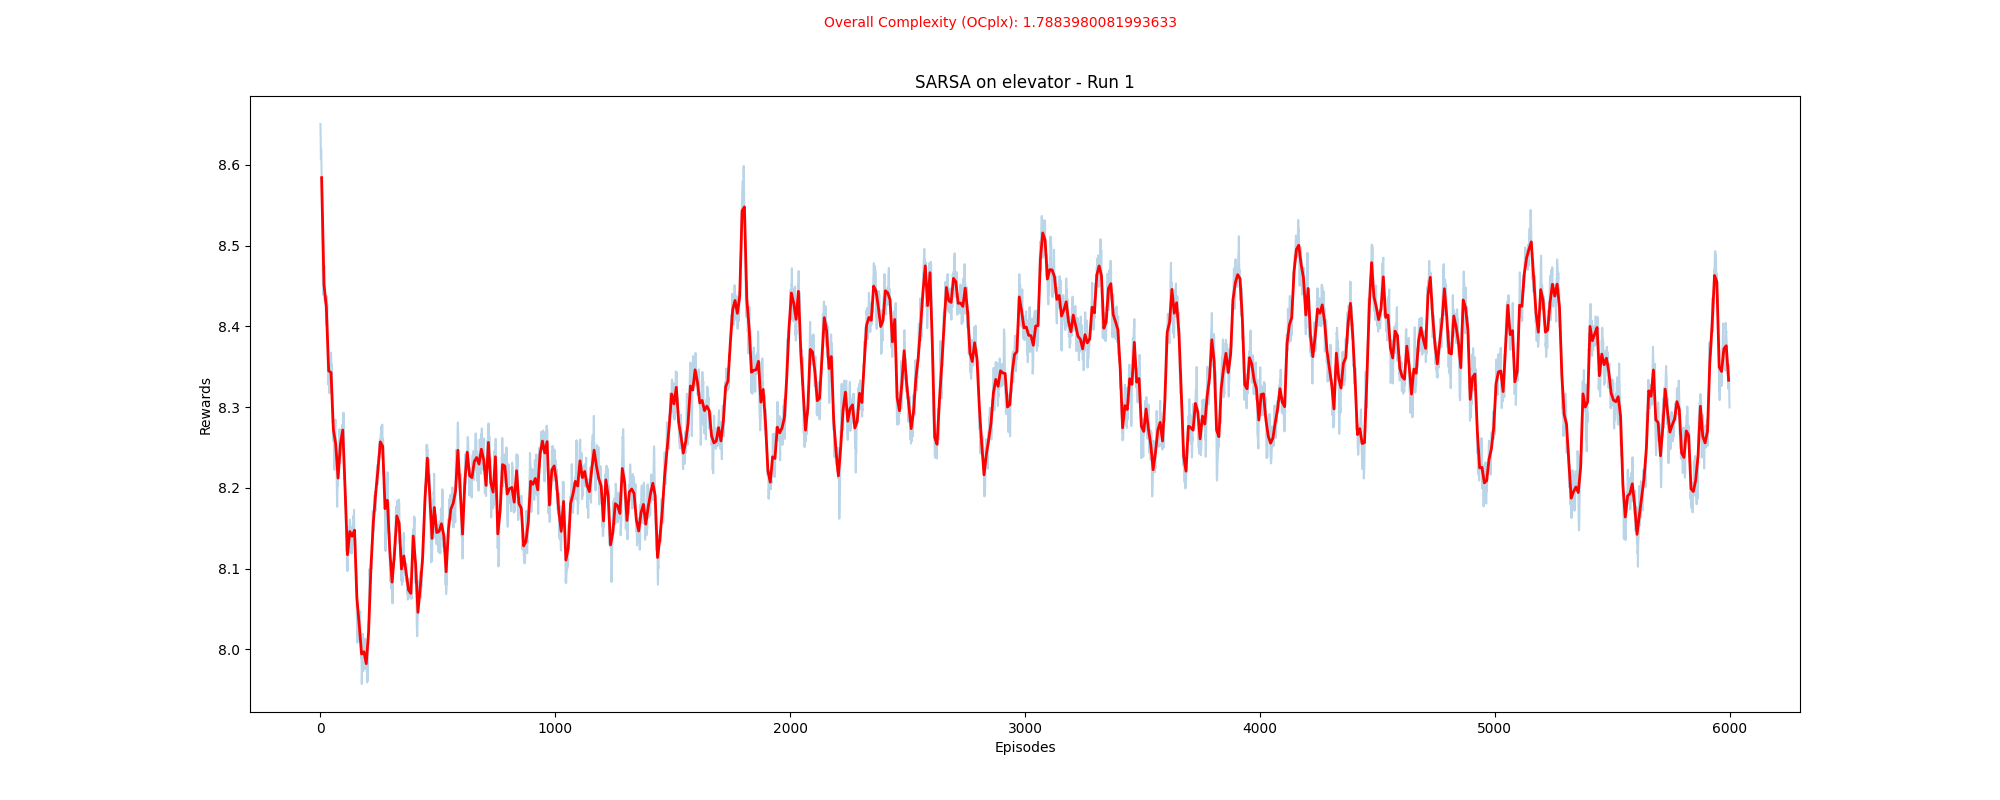 Overall Complexity (OCplx): 1.7883980081993633
SARSA on elevator - Run 1
8.6
8.5
8.4
8.3
8.2
8.1
8.0
Rewards
0 1000 2000 3000 4000 5000 6000
Episodes